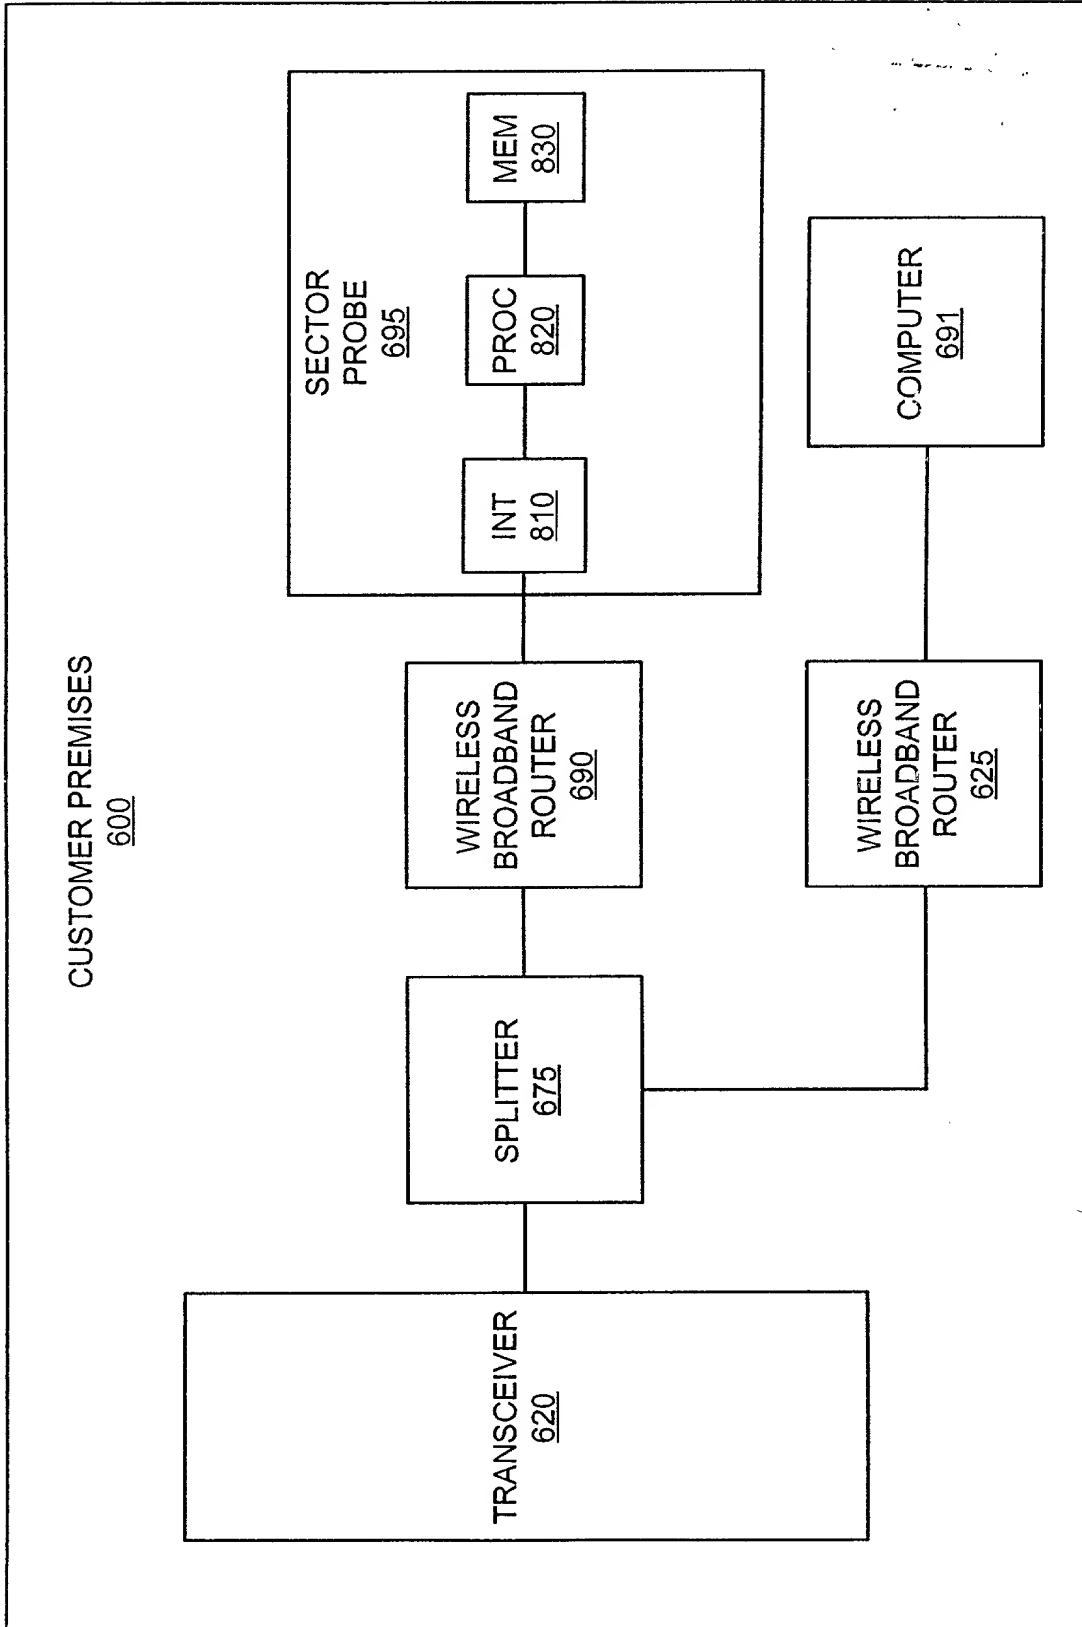 CUSTOMER PREMISES
600
TRANSCEIVER
620
SPLITTER
675
WIRELESS
BROADBAND
ROUTER
690
SECTOR
PROBE
695
INT
810
PROC
820
MEM
830
WIRELESS
BROADBAND
ROUTER
625
COMPUTER
691